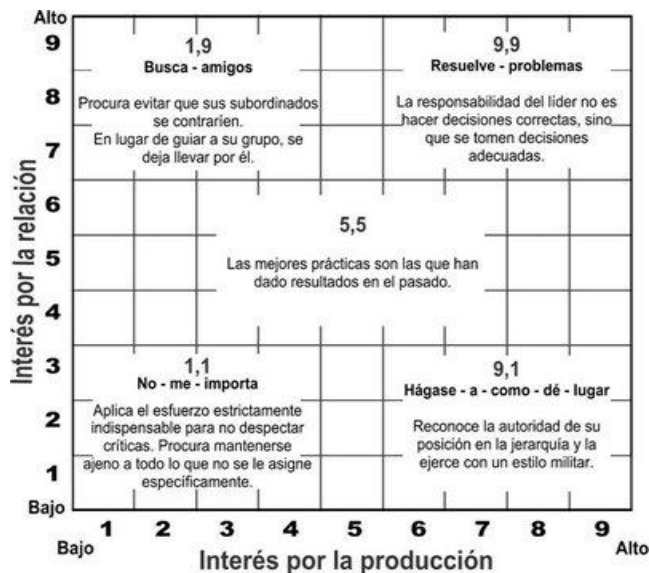 Alto
9
8
7
6
5
4
3
2
1
Bajo
Interés por la relación
1,9
Busca - amigos
Procura evitar que sus subordinados
se contraríen.
En lugar de guiar a su grupo, se
deja llevar por él.
9,9
Resuelve - problemas
La responsabilidad del líder no es
hacer decisiones correctas, sino
que se tomen decisiones
adecuadas.
5,5
Las mejores prácticas son las que han
dado resultados en el pasado.
1,1
No - me - importa
Aplica el esfuerzo estrictamente
indispensable para no despectar
críticas. Procura mantenerse
ajeno a todo lo que no se le asigne
específicamente.
9,1
Hágase - a - como - dé - lugar
Reconoce la autoridad de su
posición en la jerarquía y la
ejerce con un estilo militar.
1 2 3 4 5 6 7 8 9
Bajo
Alto
Interés por la producción